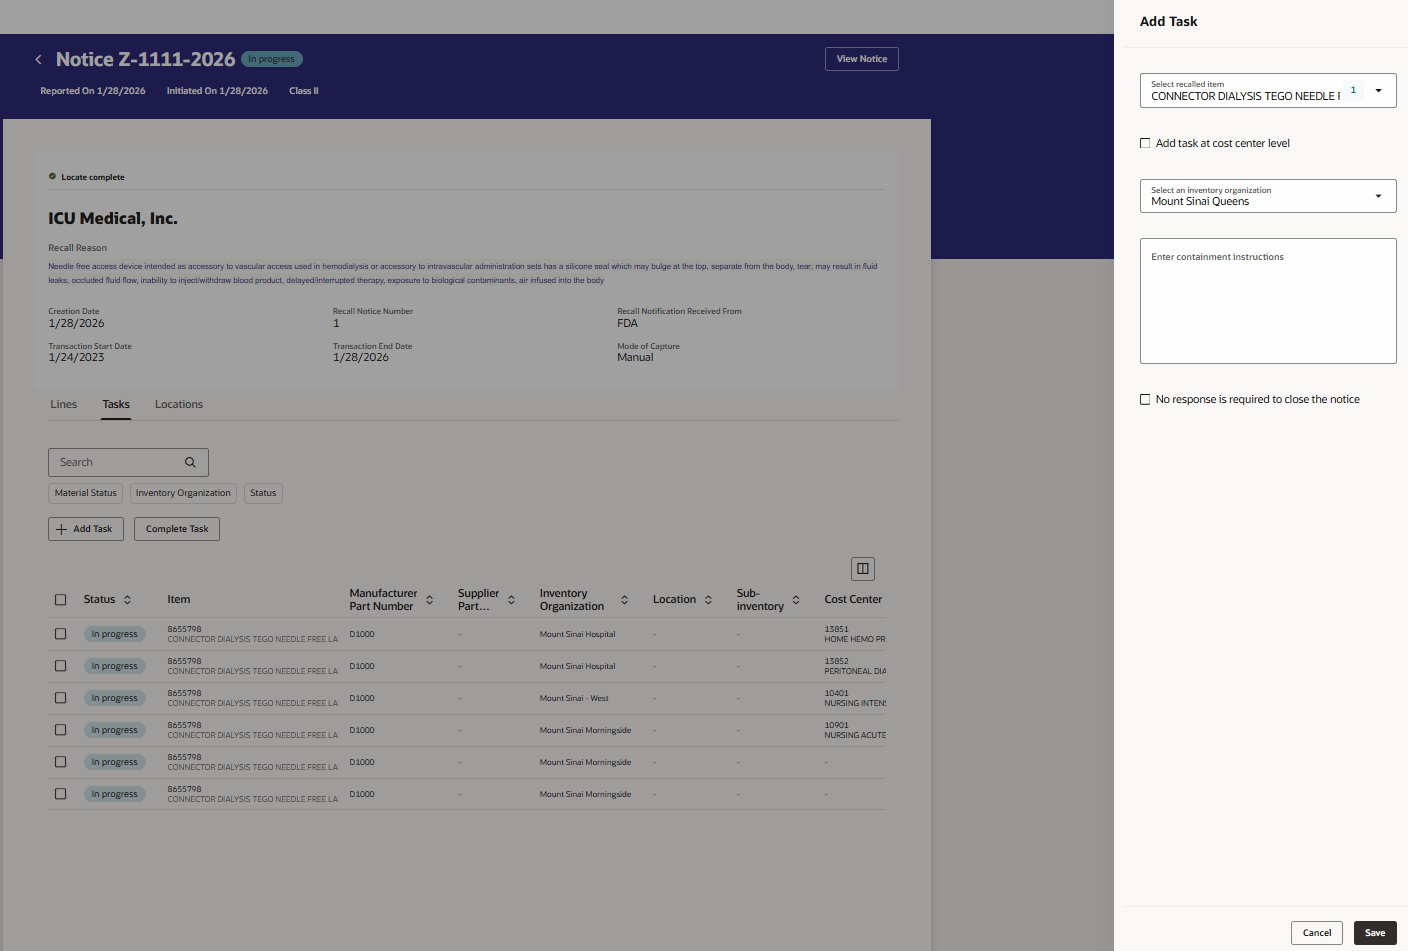 Notice Z-1111-2026
In progress
View Notice
Reported On 1/28/2026
Initiated On 1/28/2026
Class II
Locate complete
ICU Medical, Inc.
Recall Reason
Needle free access device intended as accessory to vascular access used in hemodialysis or accessory to intravascular administration sets has a silicone seal which may bulge at the top, separate from the body, tear; may result in fluid
leaks, occluded fluid flow, inability to inject/withdraw blood product, delayed/interrupted therapy, exposure to biological contaminants, air infused into the body
Creation Date
1/28/2026
Recall Notice Number
1
Recall Notification Received From
FDA
Transaction Start Date
1/24/2023
Transaction End Date
1/28/2026
Mode of Capture
Manual
Lines
Tasks
Locations
Search
Material Status
Inventory Organization
Status
Add Task
Complete Task
Status
Item
Manufacturer
Part Number
Supplier
Part...
Inventory
Organization
Location
Sub-
inventory
Cost Center
In progress
8655798
CONNECTOR DIALYSIS TEGO NEEDLE FREE LA
D1000
-
Mount Sinai Hospital
-
-
13851
HOME HEMO PR
In progress
8655798
CONNECTOR DIALYSIS TEGO NEEDLE FREE LA
D1000
-
Mount Sinai Hospital
-
-
13852
PERITONEAL DIA
In progress
8655798
CONNECTOR DIALYSIS TEGO NEEDLE FREE LA
D1000
-
Mount Sinai - West
-
-
10401
NURSING INTENS
In progress
8655798
CONNECTOR DIALYSIS TEGO NEEDLE FREE LA
D1000
-
Mount Sinai Morningside
-
-
10901
NURSING ACUTE
In progress
8655798
CONNECTOR DIALYSIS TEGO NEEDLE FREE LA
D1000
-
Mount Sinai Morningside
-
-
-
In progress
8655798
CONNECTOR DIALYSIS TEGO NEEDLE FREE LA
D1000
-
Mount Sinai Morningside
-
-
-
Add Task
Select recalled item
CONNECTOR DIALYSIS TEGO NEEDLE F
1
Add task at cost center level
Select an inventory organization
Mount Sinai Queens
Enter containment instructions
No response is required to close the notice
Cancel
Save